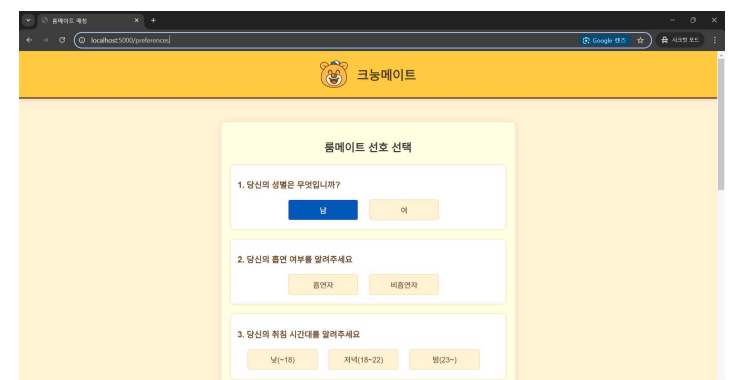 룸메이트 매칭
localhost:5000/preferences
Google 렌즈
시크릿 모드
크눙메이트
룸메이트 선호 선택
1. 당신의 성별은 무엇입니까?
남 여
2. 당신의 흡연 여부를 알려주세요
흡연자 비흡연자
3. 당신의 취침 시간대를 알려주세요
낮(~18) 저녁(18~22) 밤(23~)